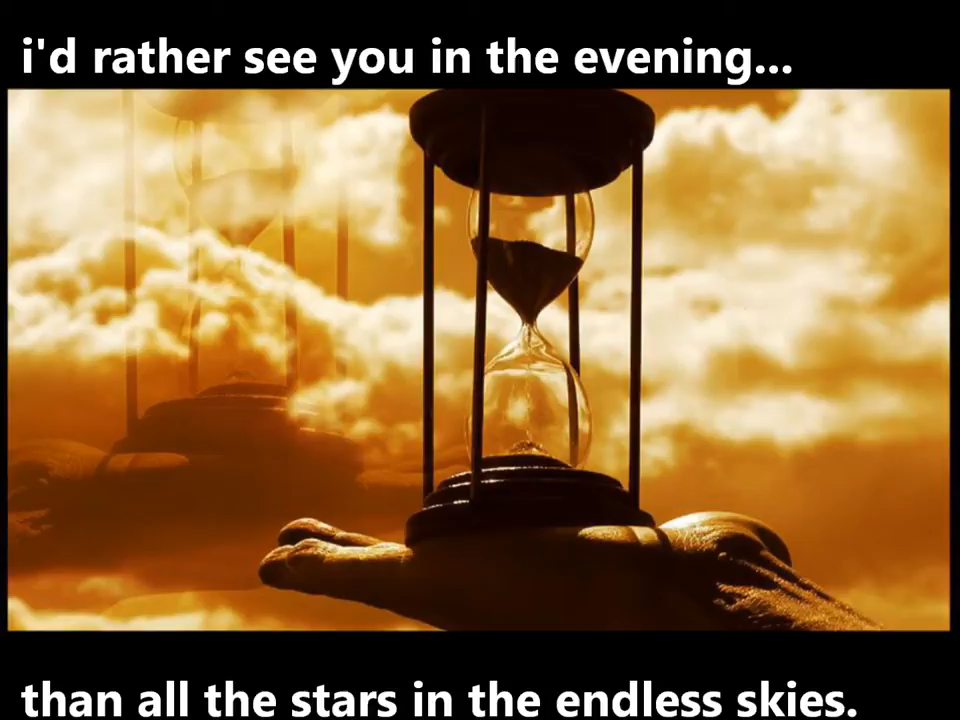 i'd rather see you in the evening...
than all the stars in the endless skies.